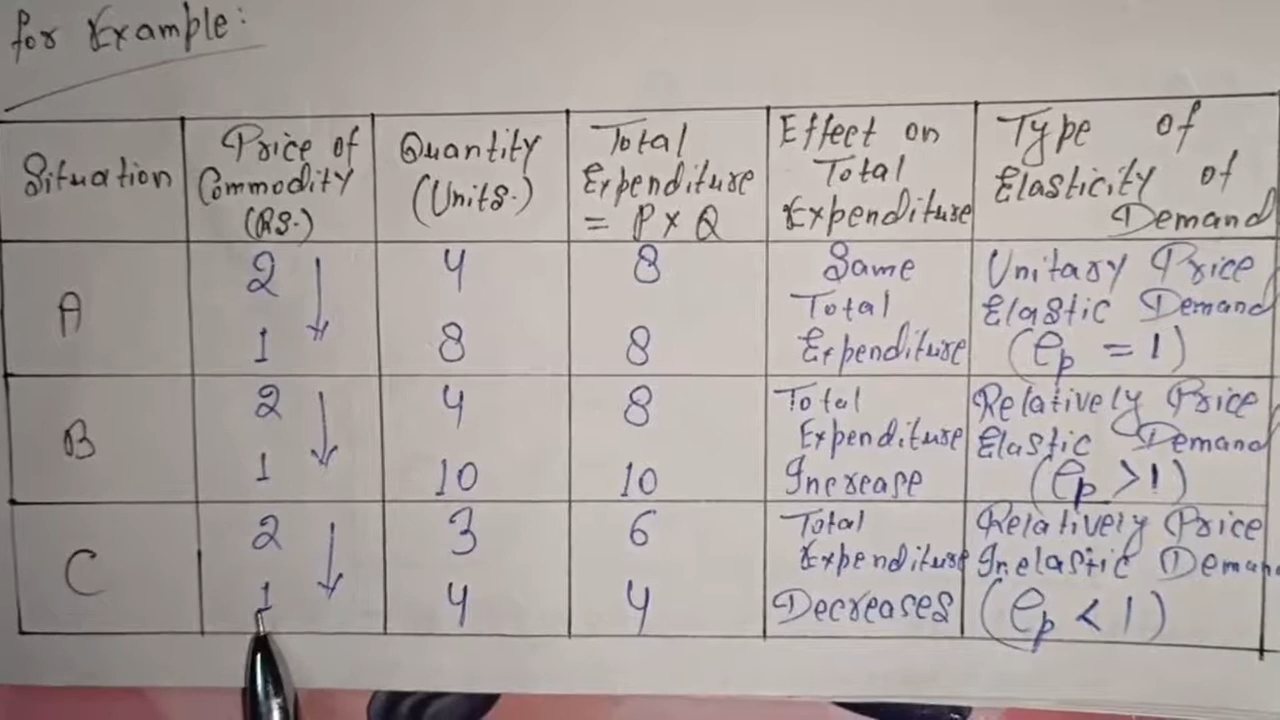 for Example:
Situation
Price of
Commodity
(RS.)
Quantity
(Units.)
Total
Expenditure
= P x Q
Effect on
Total
Expenditure
Type of
Elasticity of
Demand
A
2
1
4
8
8
8
Same
Total
Expenditure
Unitary Price
Elastic Demand
(ep = 1)
B
2
1
4
10
8
10
Total
Expenditure
Increase
Relatively Price
Elastic Demand
(ep >1)
C
2
1
3
4
6
4
Total
Expenditure
Decreases
Relatively Price
Inelastic Deman
(ep < 1)